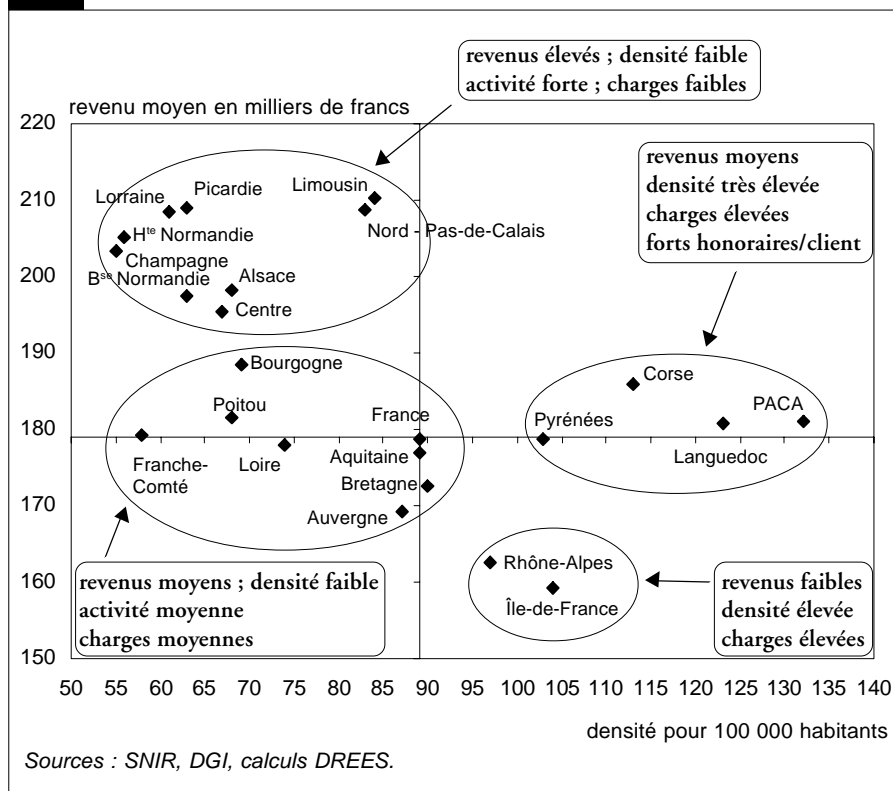 revenus élevés ; densité faible
activité forte ; charges faibles
revenu moyen en milliers de francs
220
210
200
190
180
170
160
150
revenus moyens
densité très élevée
charges élevées
forts honoraires/client
Lorraine
Picardie
Limousin
Nord - Pas-de-Calais
Hte Normandie
Champagne
Bse Normandie
Alsace
Centre
Bourgogne
Poitou
France
Franche-
Comté
Loire
Aquitaine
Bretagne
Auvergne
Corse
PACA
Pyrénées
Languedoc
Rhône-Alpes
Île-de-France
revenus moyens ; densité faible
activité moyenne
charges moyennes
revenus faibles
densité élevée
charges élevées
50 55 60 65 70 75 80 85 90 95 100 105 110 115 120 125 130 135 140
densité pour 100 000 habitants
Sources : SNIR, DGI, calculs DREES.